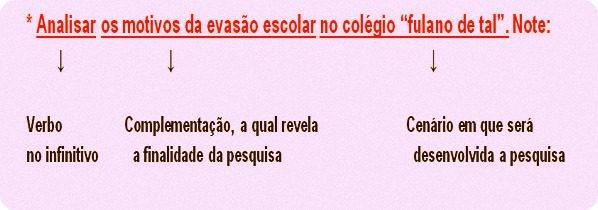 * Analisar os motivos da evasão escolar no colégio “fulano de tal”. Note:
↓ ↓ ↓
Verbo Complementação, a qual revela Cenário em que será
no infinitivo a finalidade da pesquisa desenvolvida a pesquisa